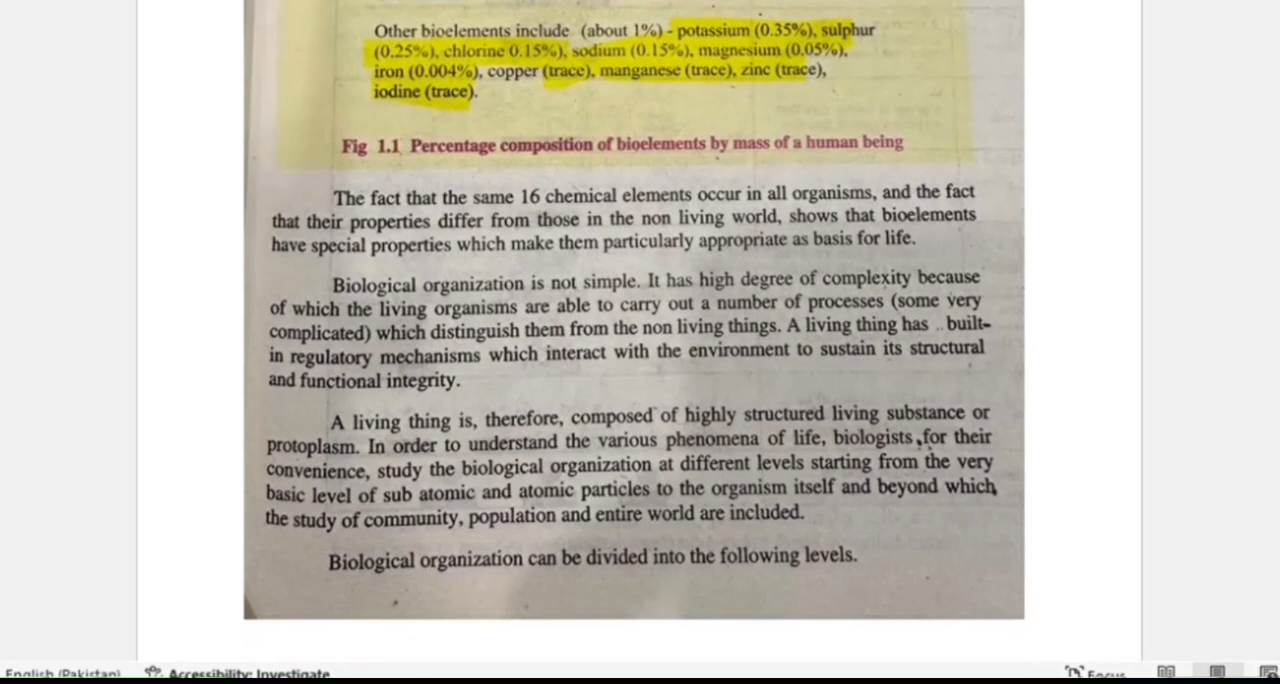 Other bioelements include (about 1%) - potassium (0.35%), sulphur
(0.25%), chlorine 0.15%), sodium (0.15%), magnesium (0.05%),
iron (0.004%), copper (trace), manganese (trace), zinc (trace),
iodine (trace).
Fig 1.1 Percentage composition of bioelements by mass of a human being
The fact that the same 16 chemical elements occur in all organisms, and the fact
that their properties differ from those in the non living world, shows that bioelements
have special properties which make them particularly appropriate as basis for life.
Biological organization is not simple. It has high degree of complexity because
of which the living organisms are able to carry out a number of processes (some very
complicated) which distinguish them from the non living things. A living thing has .. built-
in regulatory mechanisms which interact with the environment to sustain its structural
and functional integrity.
A living thing is, therefore, composed of highly structured living substance or
protoplasm. In order to understand the various phenomena of life, biologists ,for their
convenience, study the biological organization at different levels starting from the very
basic level of sub atomic and atomic particles to the organism itself and beyond which
the study of community, population and entire world are included.
Biological organization can be divided into the following levels.
English (Pakistan) Accessibility: Investigate Focus